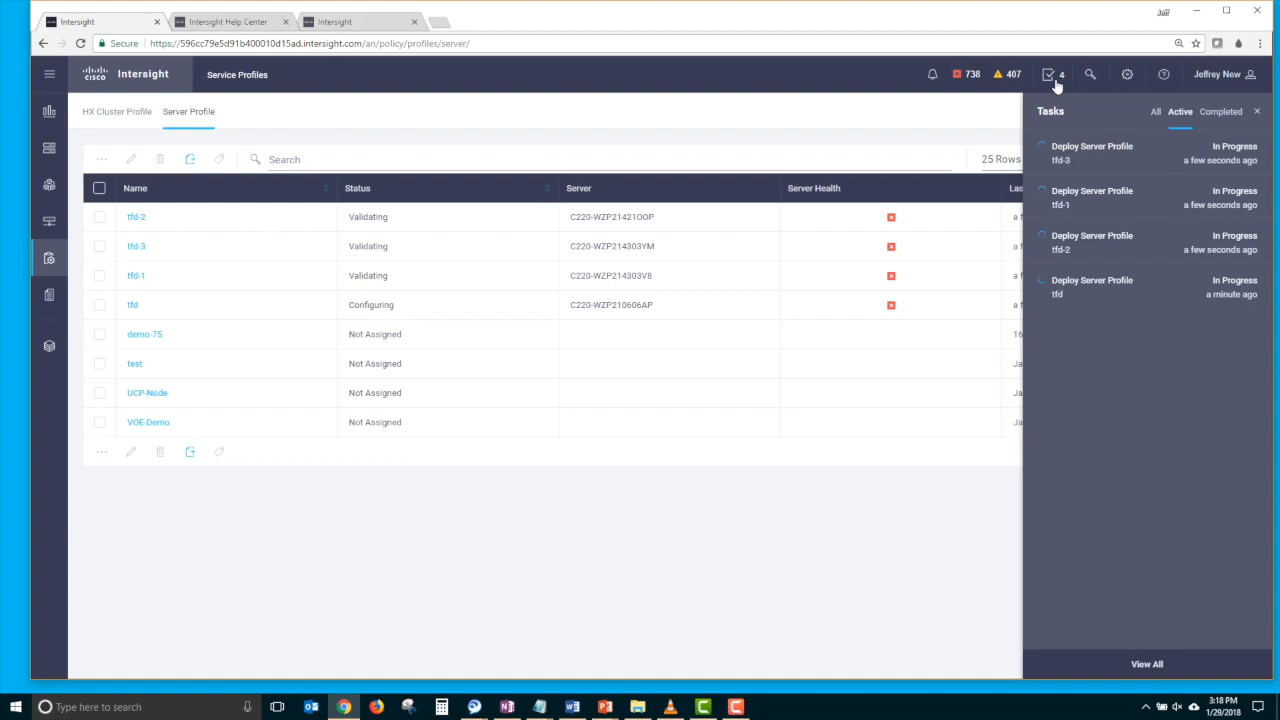 Intersight
Intersight Help Center
Intersight
Secure
https://596cc79e5d91b400010d15ad.intersight.com/an/policy/profiles/server/
CISCO
Intersight
Service Profiles
738
407
4
Jeffrey New
HX Cluster Profile
Server Profile
Search
25 Rows
Name
Status
Server
Server Health
Las
tfd-2
Validating
C220-WZP21421OOP
a f
tfd-3
Validating
C220-WZP214303YM
a f
tfd-1
Validating
C220-WZP214303V8
a f
tfd
Configuring
C220-WZP210606AP
a f
demo-75
Not Assigned
16
test
Not Assigned
Ja
UCP-Node
Not Assigned
Ja
VOE-Demo
Not Assigned
Ja
Tasks
All
Active
Completed
Deploy Server Profile
In Progress
tfd-3
a few seconds ago
Deploy Server Profile
In Progress
tfd-1
a few seconds ago
Deploy Server Profile
In Progress
tfd-2
a few seconds ago
Deploy Server Profile
In Progress
tfd
a minute ago
View All
Type here to search
3:18 PM
1/29/2018